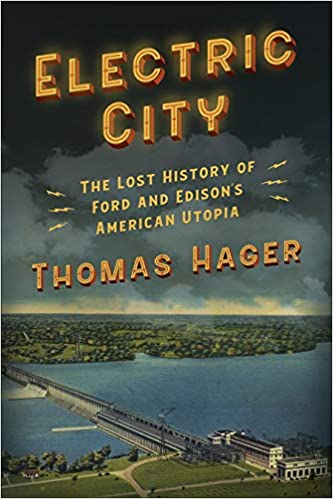 ELECTRIC
CITY
THE LOST HISTORY OF
FORD AND EDISON'S
AMERICAN UTOPIA
THOMAS HAGER